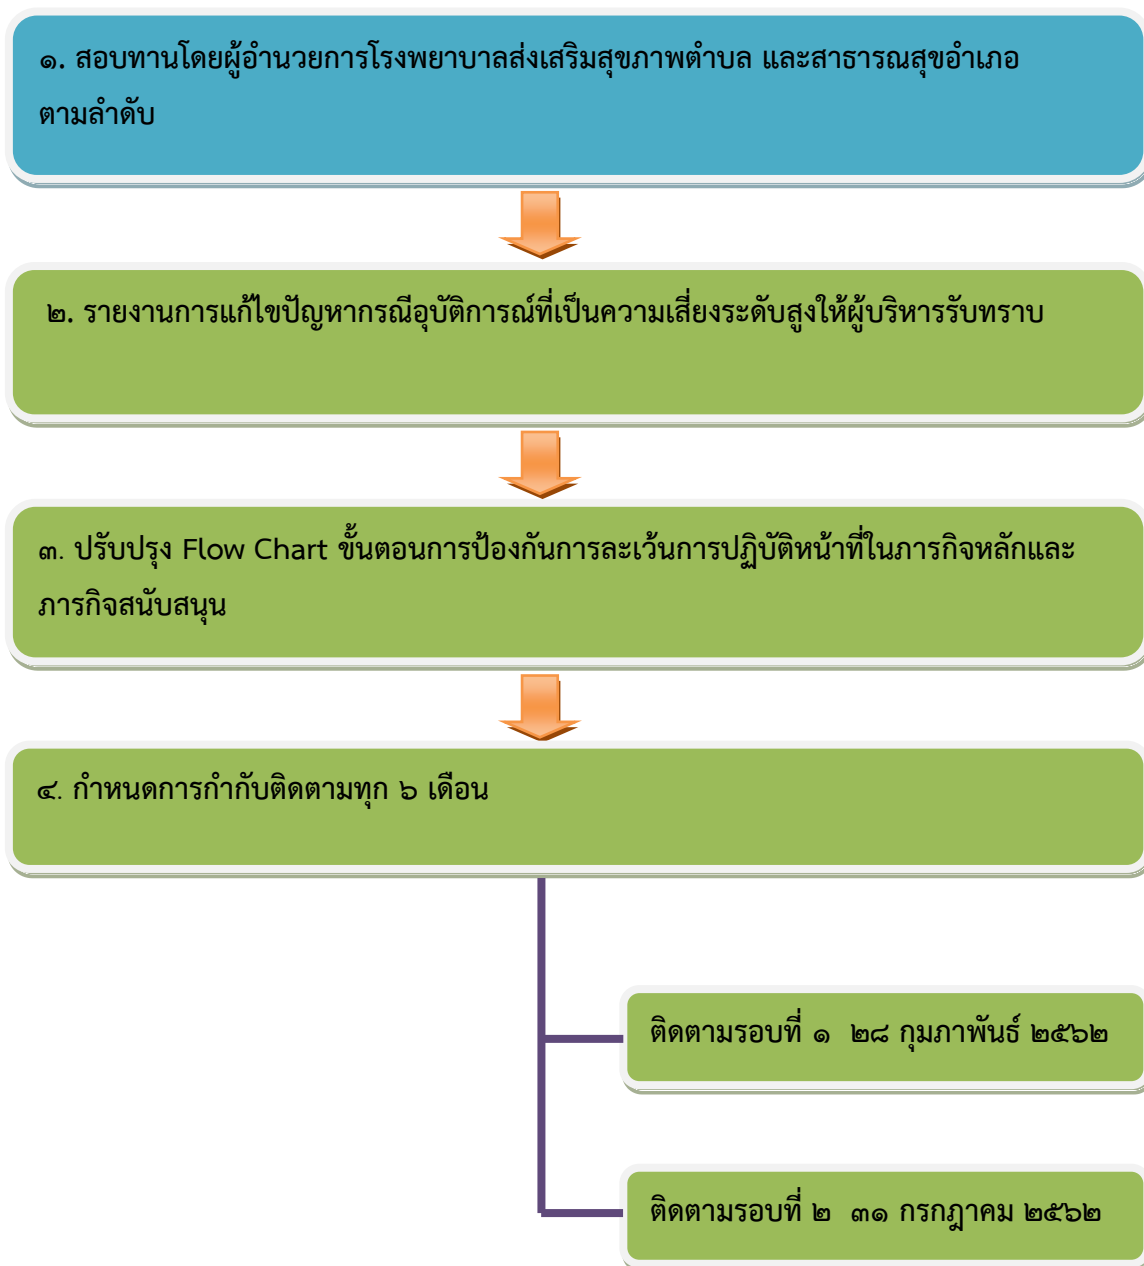 ๑. สอบทานโดยผู้อำนวยการโรงพยาบาลส่งเสริมสุขภาพตำบล และสาธารณสุขอำเภอ
ตามลำดับ
๒. รายงานการแก้ไขปัญหากรณีอุบัติการณ์ที่เป็นความเสี่ยงระดับสูงให้ผู้บริหารรับทราบ
๓. ปรับปรุง Flow Chart ขั้นตอนการป้องกันการละเว้นการปฏิบัติหน้าที่ในภารกิจหลักและ
ภารกิจสนับสนุน
๔. กำหนดการกำกับติดตามทุก ๖ เดือน
ติดตามรอบที่ ๑ ๒๘ กุมภาพันธ์ ๒๕๖๒
ติดตามรอบที่ ๒ ๓๑ กรกฎาคม ๒๕๖๒